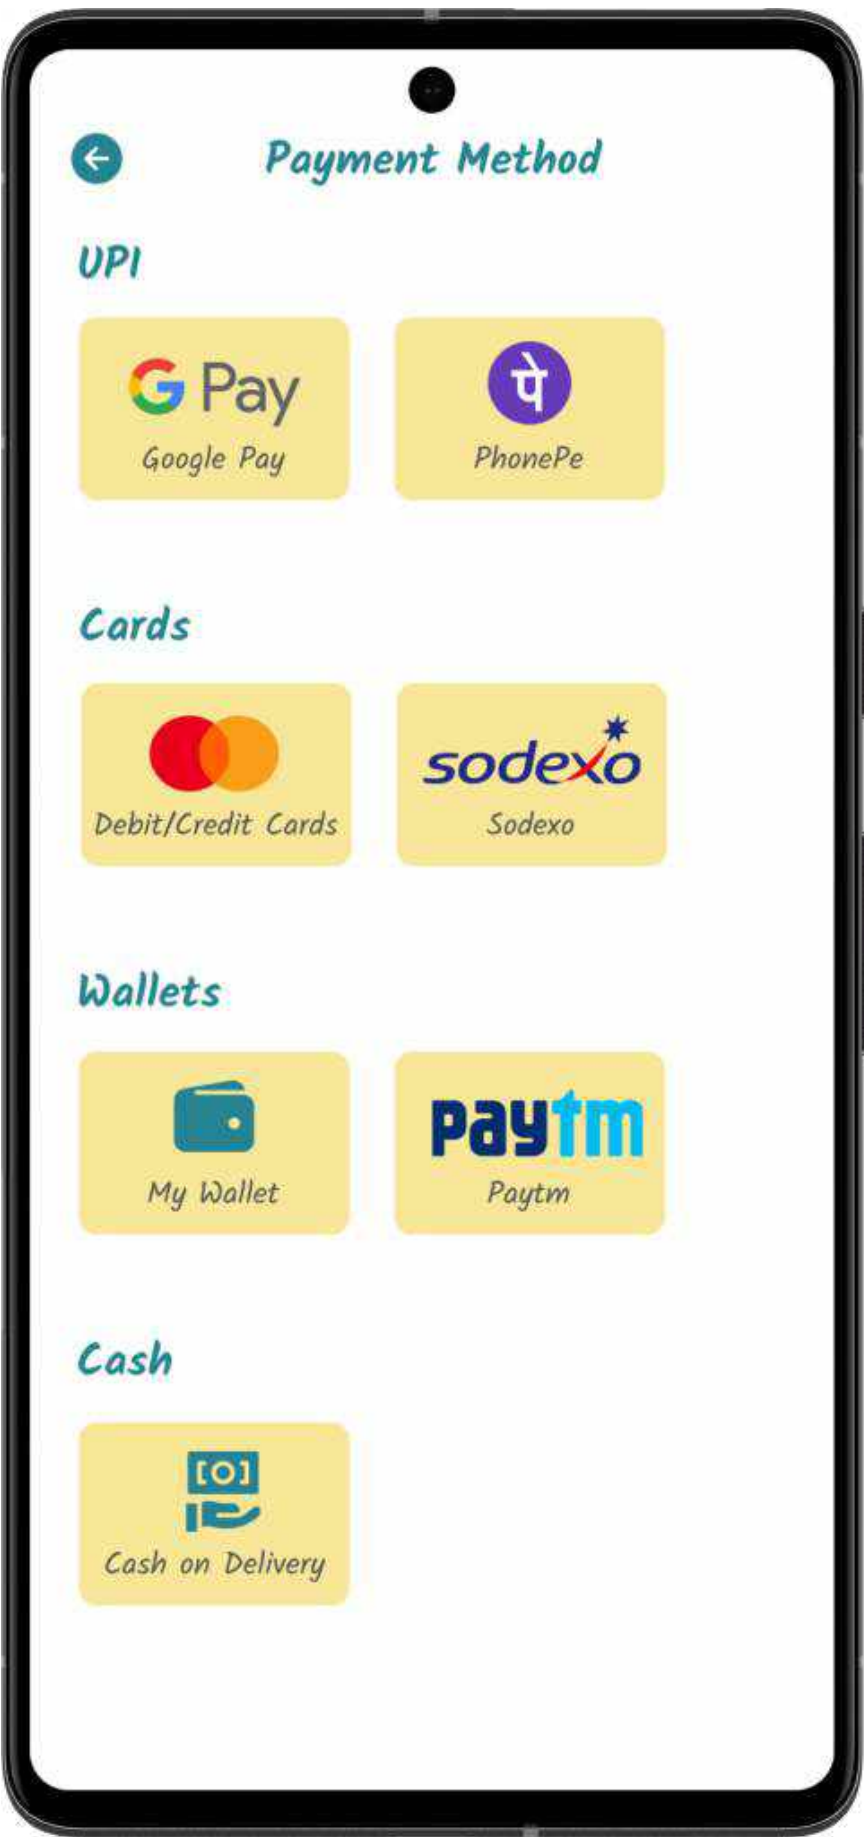 Payment Method
UPI
G Pay
पे
Google Pay
PhonePe
Cards
sodexo
Debit/Credit Cards
Sodexo
Wallets
paytm
My Wallet
Paytm
Cash
Cash on Delivery